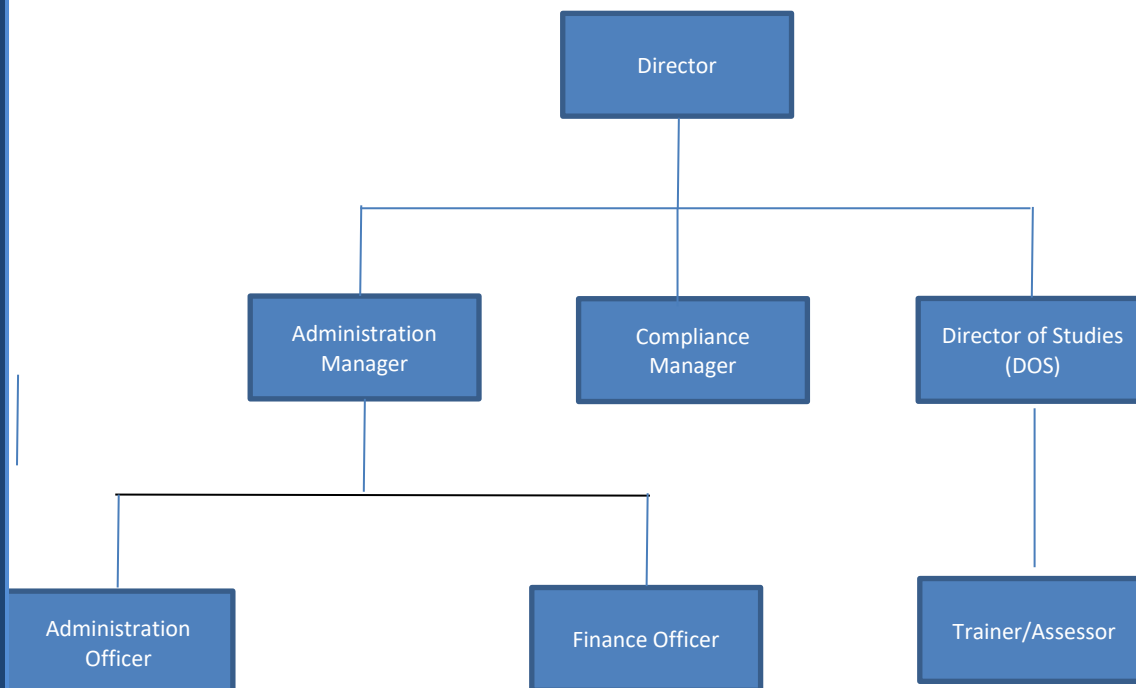 Director
Administration
Manager
Compliance
Manager
Director of Studies
(DOS)
Administration
Officer
Finance Officer
Trainer/Assessor